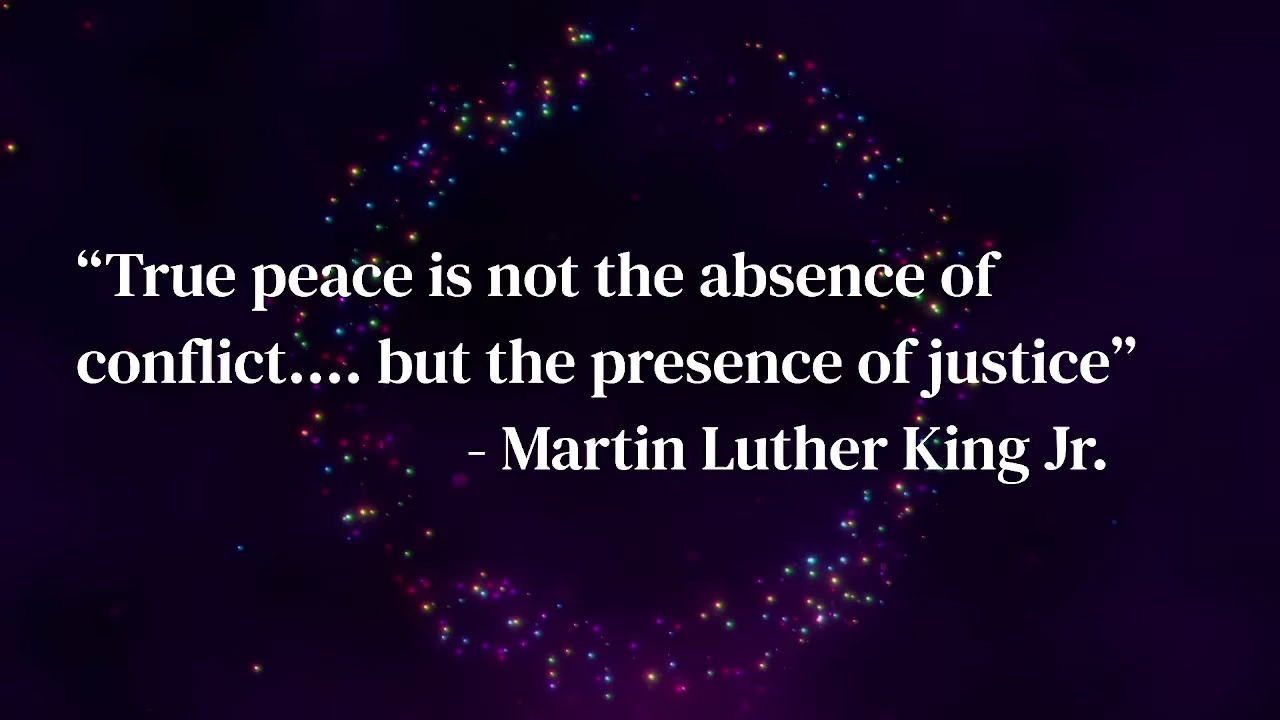 “True peace is not the absence of
conflict.... but the presence of justice”
- Martin Luther King Jr.